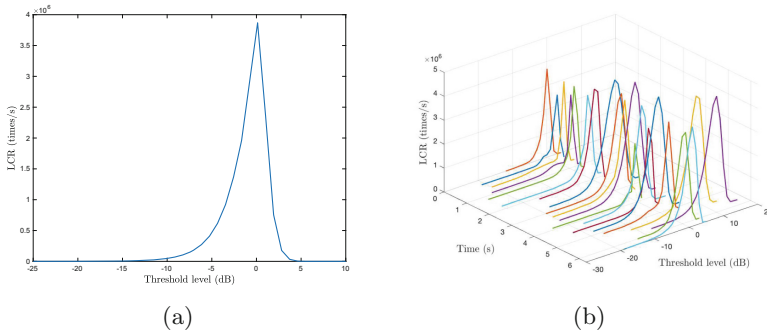 ×10⁶
4
3.5
3
2.5
2
1.5
1
0.5
0
LCR (times/s)
-25 -20 -15 -10 -5 0 5 10
Threshold level (dB)
(a)
×10⁶
5
4
3
2
1
0
LCR (times/s)
0 1 2 3 4 5 6
Time (s)
-30 -20 -10 0 10 2
Threshold level (dB)
(b)